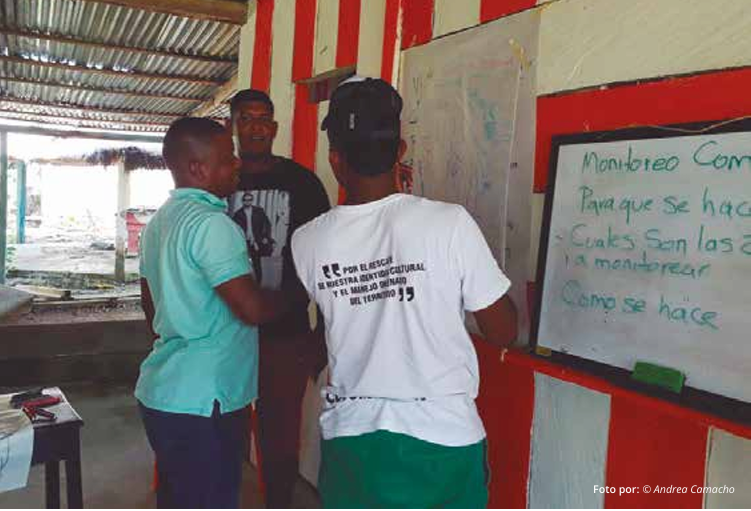 Monitoreo Com
Para que se hac
- Cuales Son las
a monitorear
Como se hace
“ POR EL RESCATE
DE NUESTRA IDENTIDAD CULTURAL
Y EL MANEJO
DEL TERRITORIO ”
Foto por: © Andrea Camacho